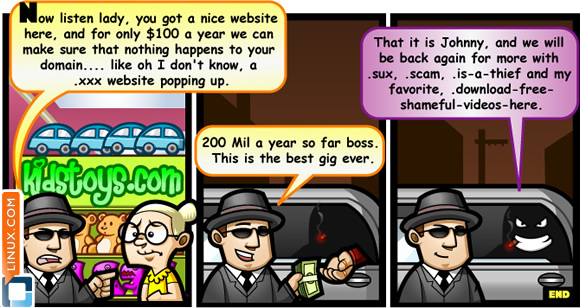 Now listen lady, you got a nice website
here, and for only $100 a year we can
make sure that nothing happens to your
domain.... like oh I don't know, a
.xxx website popping up.
kidstoys.com
200 Mil a year so far boss.
This is the best gig ever.
That it is Johnny, and we will
be back again for more with
.sux, .scam, .is-a-thief and my
favorite, .download-free-
shameful-videos-here.
LINUX.COM
END